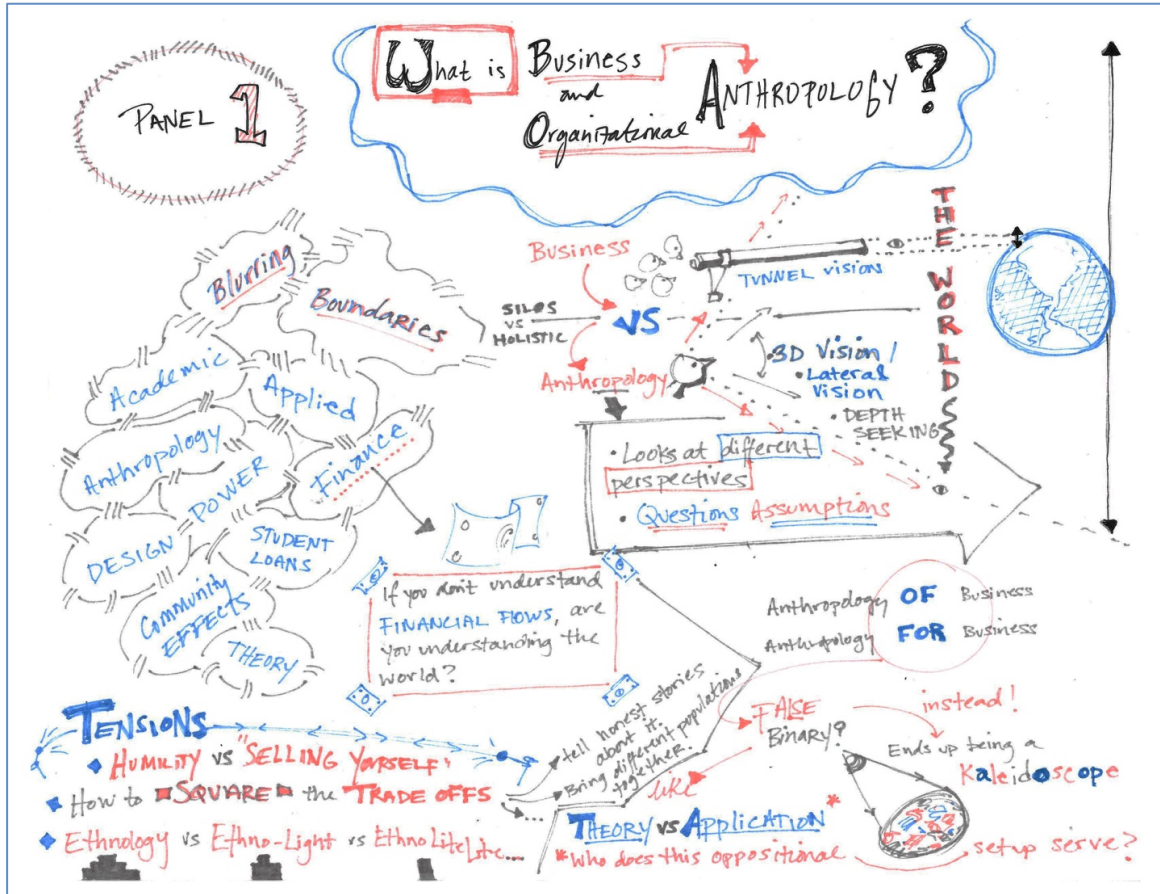 PANEL 1
What is Business
and
Organizational
ANTHROPOLOGY?
Blurring
Boundaries
Academic
Applied
Anthropology
Finance
POWER
DESIGN
STUDENT
LOANS
Community
EFFECTS
THEORY
Business
SILOS
VS
HOLISTIC
VS
Anthropology
TUNNEL VISION
3D Vision /
• Lateral
Vision
• DEPTH
SEEKING
THE WORLD
• Looks at different
perspectives
• Questions Assumptions
If you don't understand
FINANCIAL FLOWS, are
you understanding the
world?
Anthropology OF Business
Anthropology FOR Business
FALSE
BINARY?
instead!
Ends up being a
Kaleidoscope
like
THEORY VS APPLICATION*
*Who does this oppositional setup serve?
TENSIONS
HUMILITY vs "SELLING YOURSELF"
How to SQUARE the TRADE OFFS
tell honest stories
about it.
Bring different populations
together.
...
Ethnology vs Ethno-Light vs EthnoLiteLite...